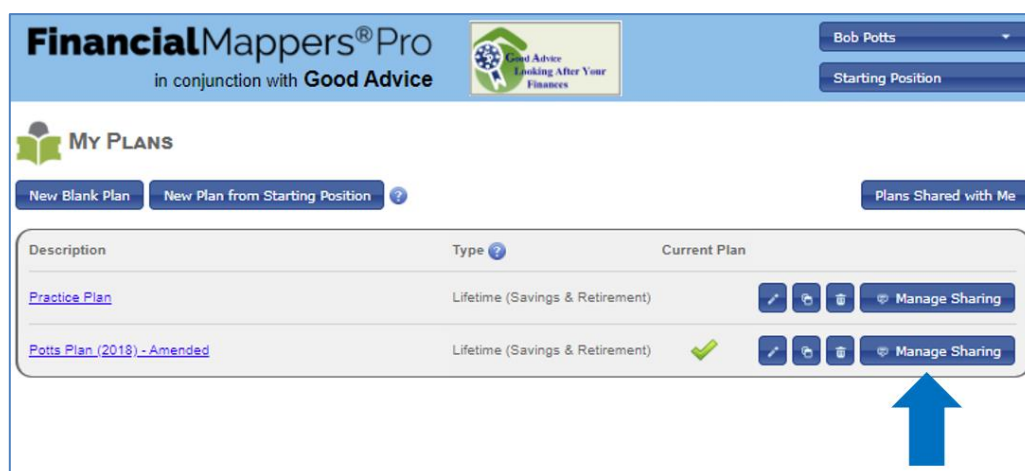 FinancialMappers®Pro
in conjunction with Good Advice
Good Advice
Looking After Your
Finances
Bob Potts
Starting Position
MY PLANS
New Blank Plan
New Plan from Starting Position
?
Plans Shared with Me
Description Type ? Current Plan
Practice Plan Lifetime (Savings & Retirement) Manage Sharing
Potts Plan (2018) - Amended Lifetime (Savings & Retirement) Manage Sharing